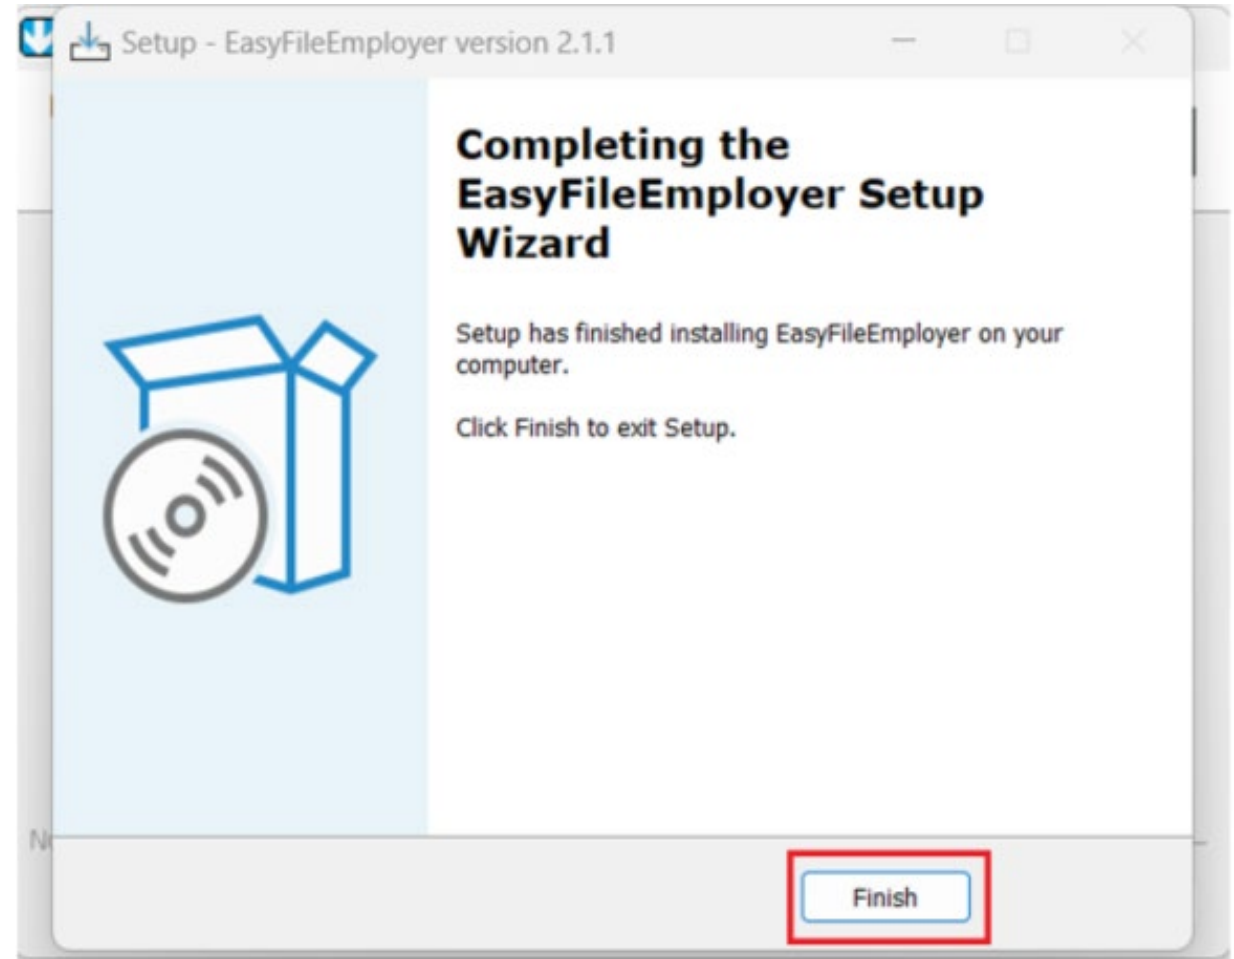 Setup - EasyFileEmployer version 2.1.1
Completing the
EasyFileEmployer Setup
Wizard
Setup has finished installing EasyFileEmployer on your
computer.
Click Finish to exit Setup.
Finish